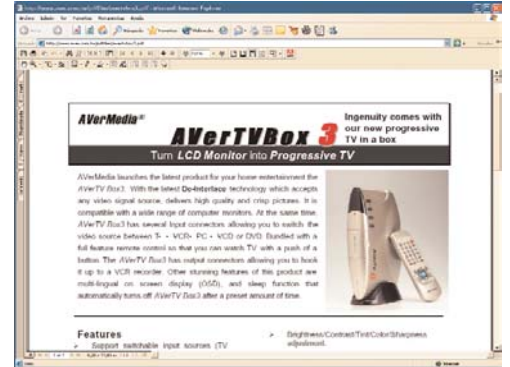 AVerMedia®
AVerTVBox 3
Ingenuity comes with
our new progressive
TV in a box
Turn LCD Monitor into Progressive TV
AVerMedia launches the latest product for your home entertainment the
AVerTV Box3. With the latest De-Interlace technology which accepts
any video signal source, delivers high quality and crisp pictures. It is
compatible with a wide range of computer monitors. At the same time,
AVerTV Box3 has several input connectors allowing you to switch the
video source between VCR, PC, VCD or DVD. Bundled with a
full feature remote control so that you can watch TV with a push of a
button. The AVerTV Box3 has output connectors allowing you to hook
it up to a VCR recorder. Other stunning features of this product are
multi-lingual on screen display (OSD), and sleep function that
automatically turns off AVerTV Box3 after a preset amount of time.
Features
Support switchable input sources (TV
Brightness/Contrast/Tint/Color/Sharpness
adjustment.